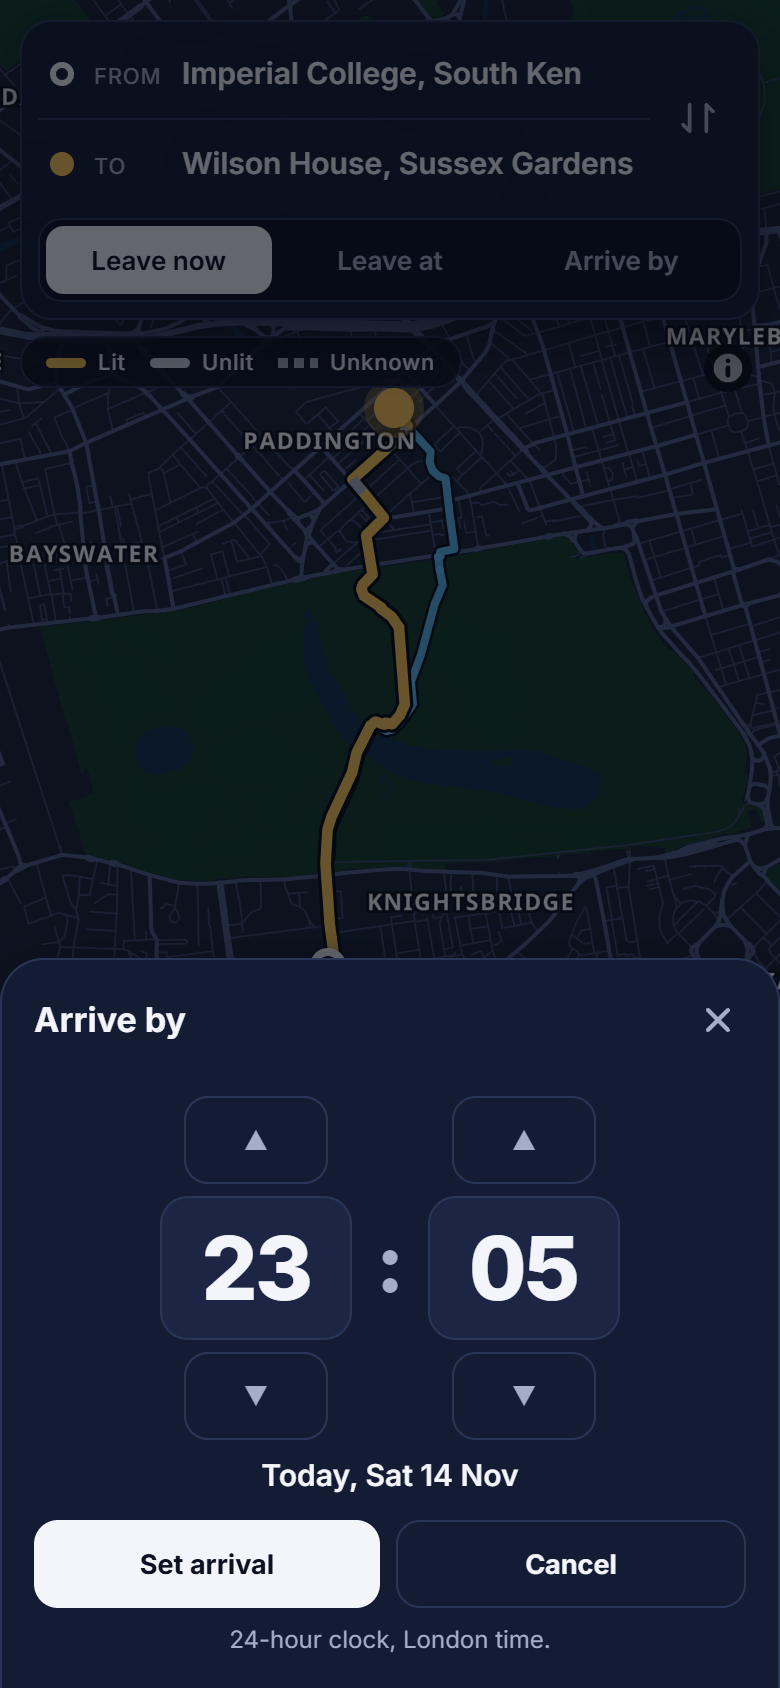 FROM Imperial College, South Ken
TO Wilson House, Sussex Gardens
Leave now Leave at Arrive by
MARYLEB
Lit Unlit Unknown
PADDINGTON
BAYSWATER
KNIGHTSBRIDGE
Arrive by
23 : 05
Today, Sat 14 Nov
Set arrival Cancel
24-hour clock, London time.